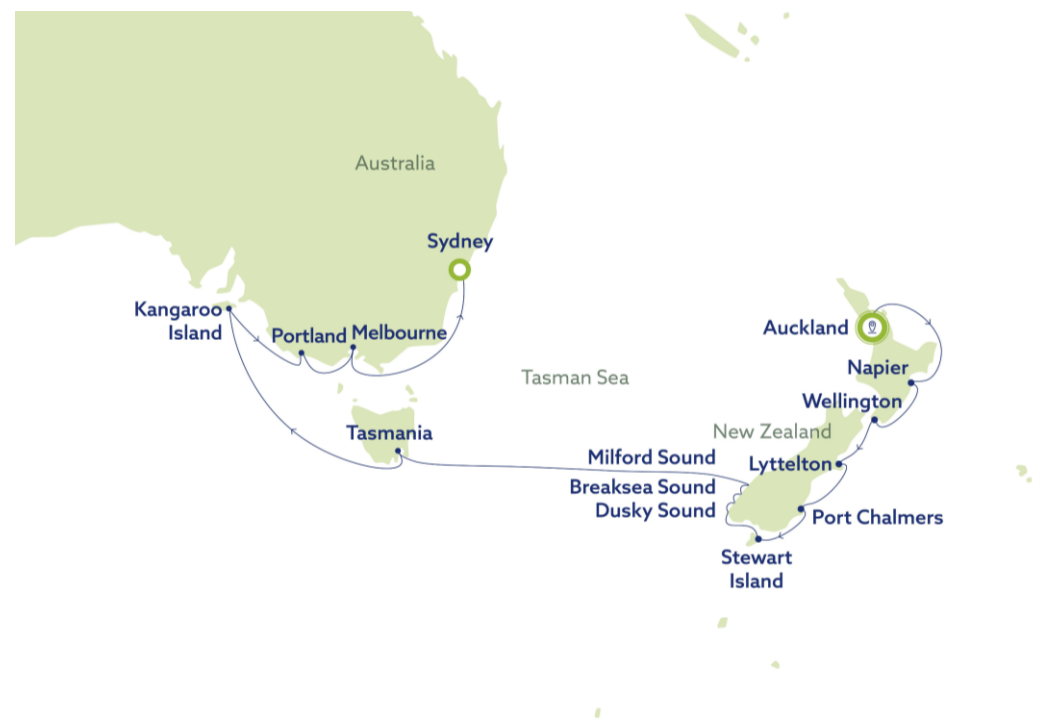 Australia
Sydney
Kangaroo
Island
Portland
Melbourne
Auckland
Napier
Tasman Sea
Wellington
New Zealand
Tasmania
Milford Sound
Lyttelton
Breaksea Sound
Dusky Sound
Port Chalmers
Stewart
Island